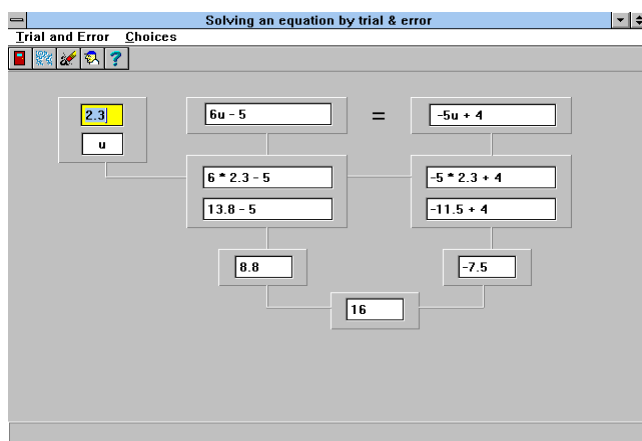 Solving an equation by trial & error
Trial and Error Choices
?
2.3
u
6u - 5 = -5u + 4
6 * 2.3 - 5
13.8 - 5
-5 * 2.3 + 4
-11.5 + 4
8.8
-7.5
16